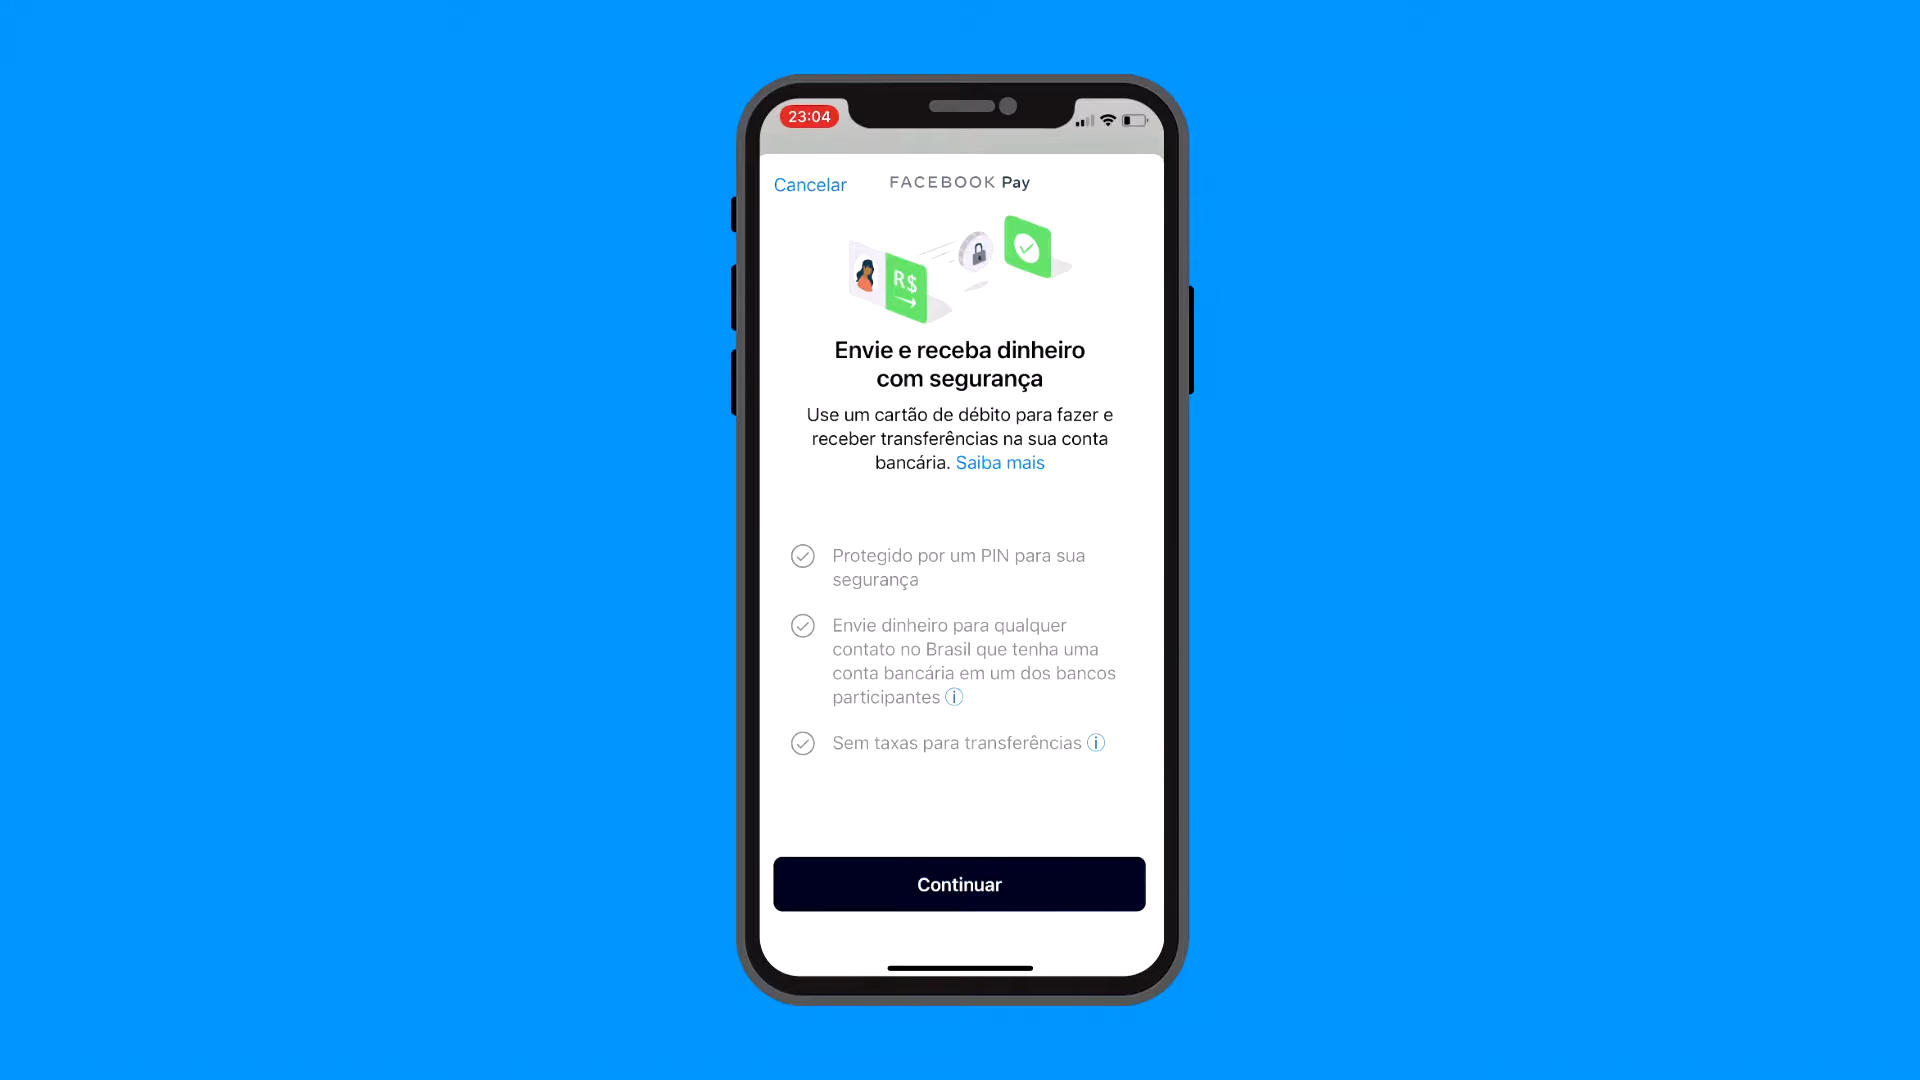 23:04
Cancelar
FACEBOOK Pay
R$
Envie e receba dinheiro
com segurança
Use um cartão de débito para fazer e
receber transferências na sua conta
bancária. Saiba mais
Protegido por um PIN para sua
segurança
Envie dinheiro para qualquer
contato no Brasil que tenha uma
conta bancária em um dos bancos
participantes
Sem taxas para transferências
Continuar